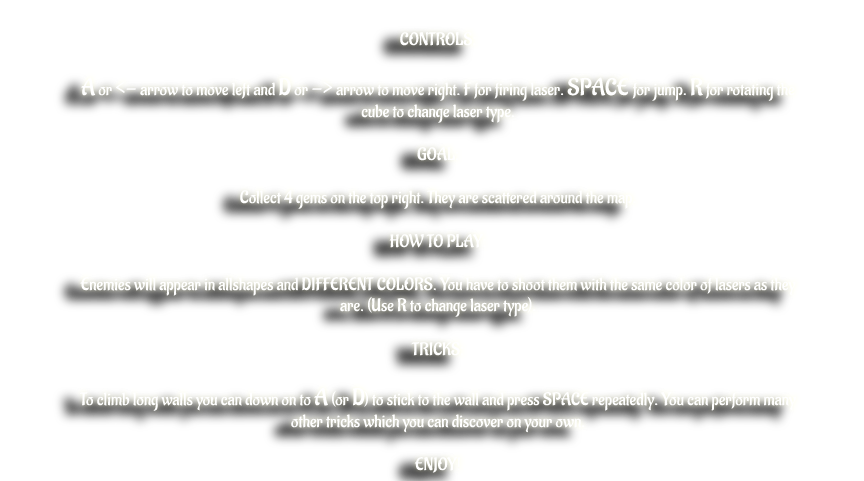 CONTROLS
A or <— arrow to move left and D or —> arrow to move right. F for firing laser. SPACE for jump. R for rotating the
cube to change laser type.
GOAL
Collect 4 gems on the top right. They are scattered around the map
HOW TO PLAY
Enemies will appear in allshapes and DIFFERENT COLORS. You have to shoot them with the same color of lasers as they
are. (Use R to change laser type)
TRICKS
To climb long walls you can down on to A (or D) to stick to the wall and press SPACE repeatedly. You can perform many
other tricks which you can discover on your own.
ENJOY